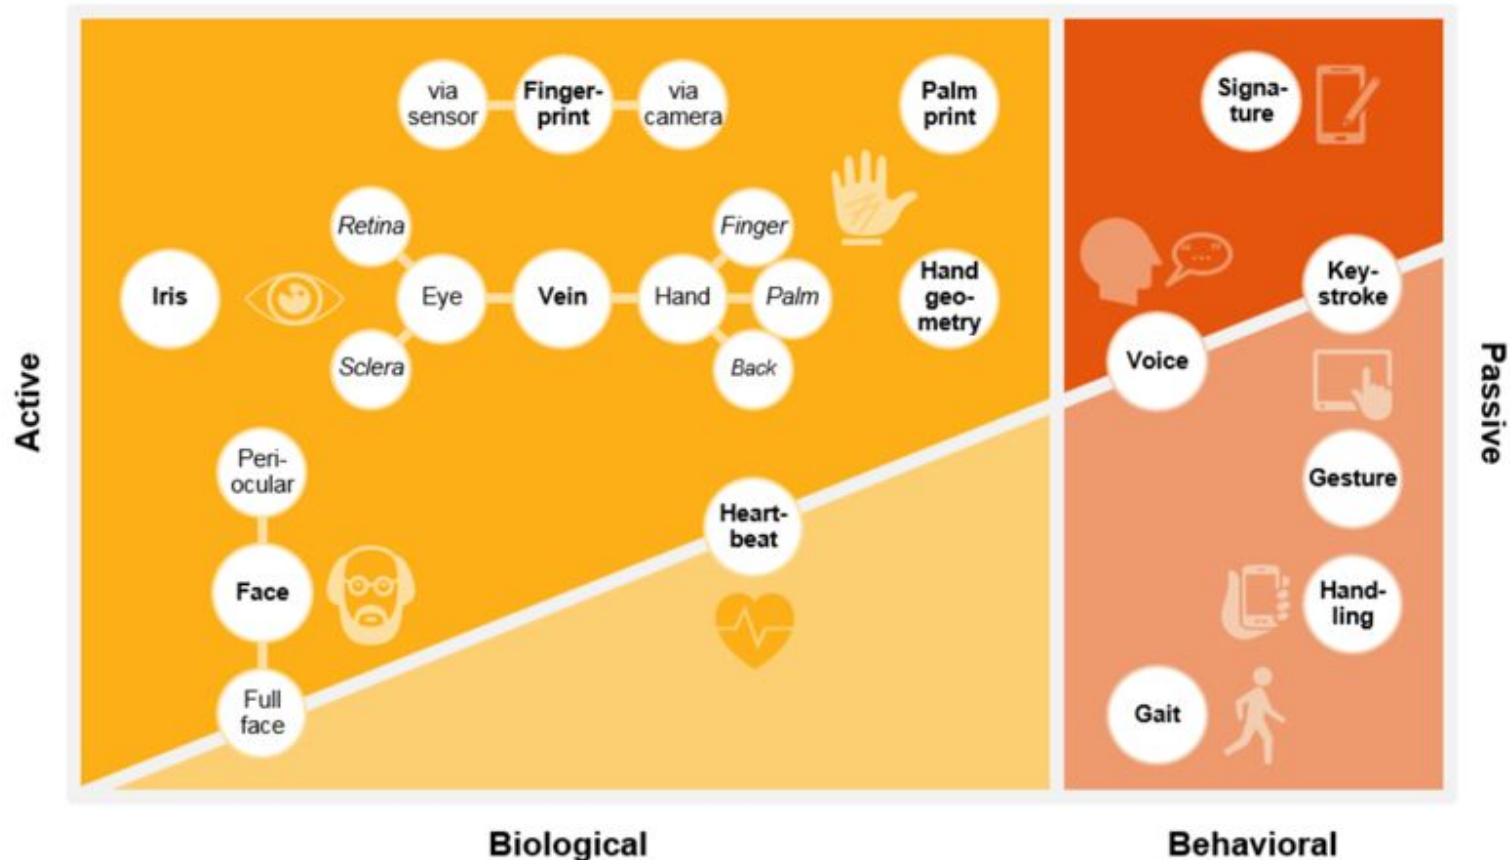 via
sensor
Finger-
print
via
camera
Palm
print
Signa-
ture
Retina
Finger
Iris
Eye
Vein
Hand
Palm
Hand
geo-
metry
Key-
stroke
“ ”
...
Sclera
Back
Voice
Active
Passive
Peri-
ocular
Gesture
Heart-
beat
Face
Hand-
ling
Full
face
Gait
Biological
Behavioral